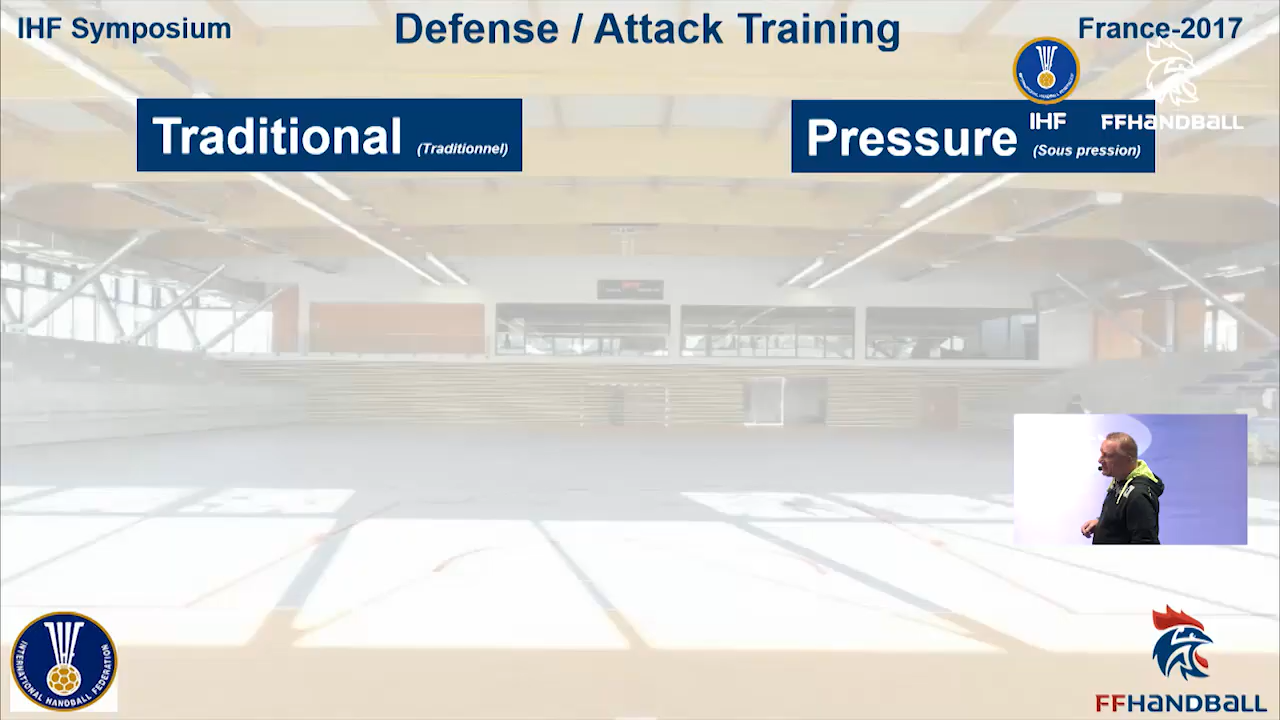 IHF Symposium
Defense / Attack Training
France-2017
Traditional (Traditionnel)
Pressure (Sous pression)
IHF
FFHANDBALL
INTERNATIONAL HANDBALL FEDERATION
FFHANDBALL